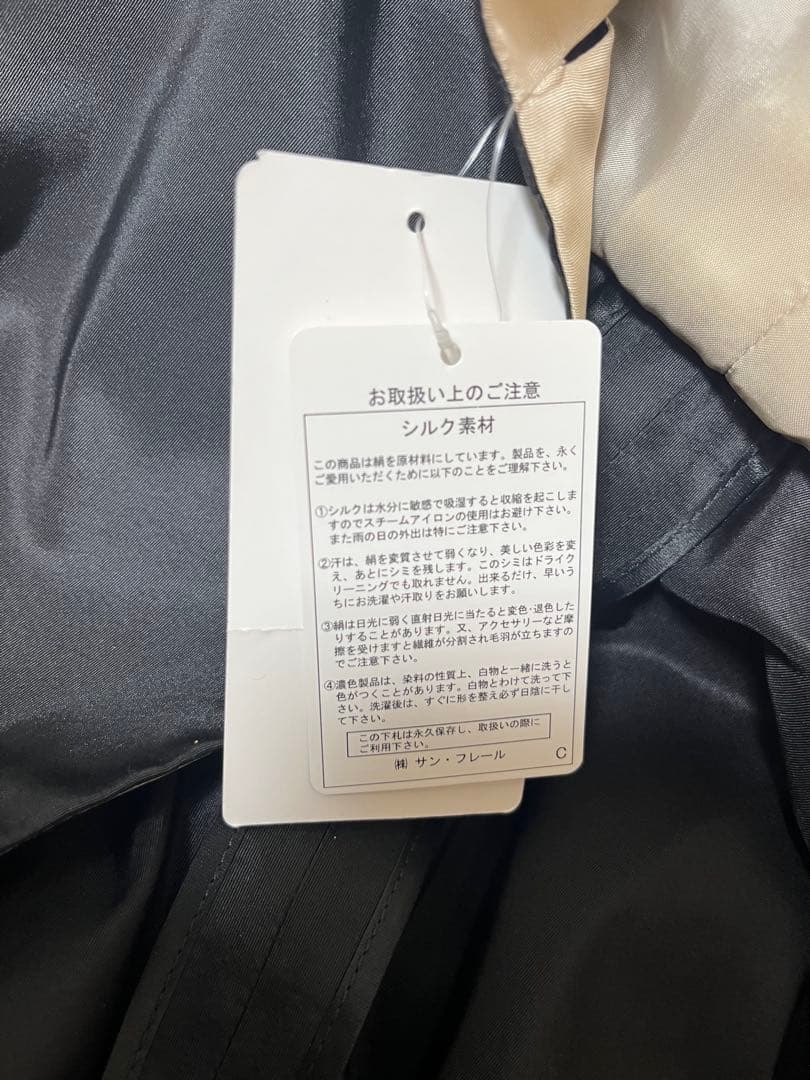 お取扱い上のご注意
シルク素材
この商品は絹を原材料にしています。製品を、永く
ご愛用いただくために以下のことをご理解下さい。
①シルクは水分に敏感で吸湿すると収縮を起こしま
すのでスチームアイロンの使用はお避け下さい。
また雨の日の外出は特にご注意下さい。
②汗は、絹を変質させて弱くなり、美しい色彩を変
え、あとにシミを残します。このシミはドライク
リーニングでも取れません。出来るだけ、早いう
ちにお洗濯や汗取りをお願いします。
③絹は日光に弱く直射日光に当たると変色・退色した
りすることがあります。又、アクセサリーなど摩
擦を受けますと繊維が分割され毛羽が立ちますの
でご注意下さい。
④濃色製品は、染料の性質上、白物と一緒に洗うと
色がつくことがあります。白物とわけて洗って下
さい。洗濯後は、すぐに形を整え必ず日陰に干し
て下さい。
この下札は永久保存し、取扱いの際に
ご利用下さい。
㈱ サン・フレール C